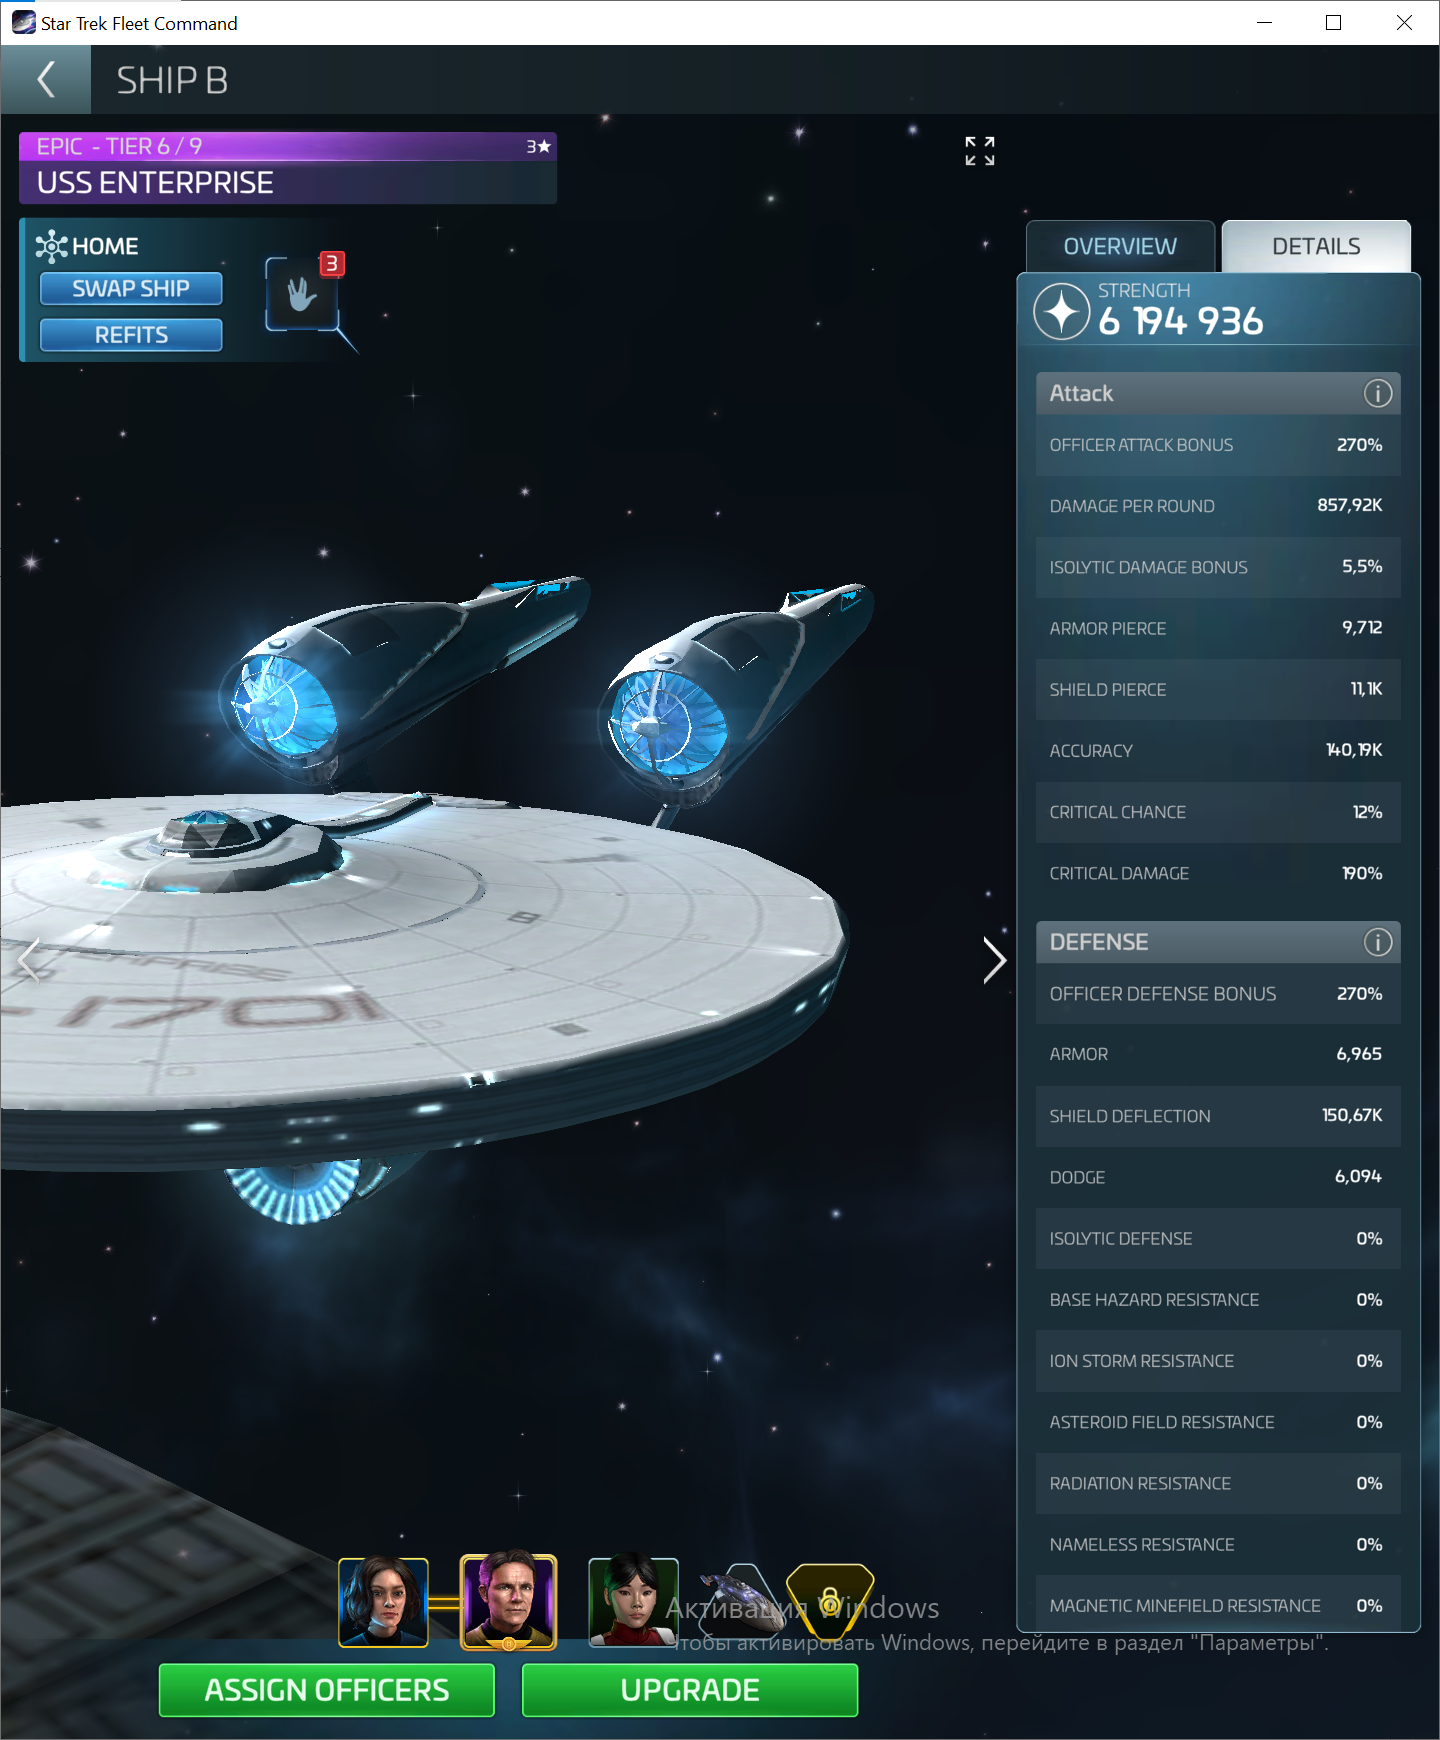 Star Trek Fleet Command
SHIP B
EPIC - TIER 6 / 9
3★
USS ENTERPRISE
HOME
SWAP SHIP
REFITS
3
OVERVIEW
DETAILS
STRENGTH
6 194 936
Attack
OFFICER ATTACK BONUS 270%
DAMAGE PER ROUND 857,92K
ISOLYTIC DAMAGE BONUS 5,5%
ARMOR PIERCE 9,712
SHIELD PIERCE 11,1K
ACCURACY 140,19K
CRITICAL CHANCE 12%
CRITICAL DAMAGE 190%
DEFENSE
OFFICER DEFENSE BONUS 270%
ARMOR 6,965
SHIELD DEFLECTION 150,67K
DODGE 6,094
ISOLYTIC DEFENSE 0%
BASE HAZARD RESISTANCE 0%
ION STORM RESISTANCE 0%
ASTEROID FIELD RESISTANCE 0%
RADIATION RESISTANCE 0%
NAMELESS RESISTANCE 0%
MAGNETIC MINEFIELD RESISTANCE 0%
-1701
Активация Windows
Чтобы активировать Windows, перейдите в раздел "Параметры".
ASSIGN OFFICERS
UPGRADE